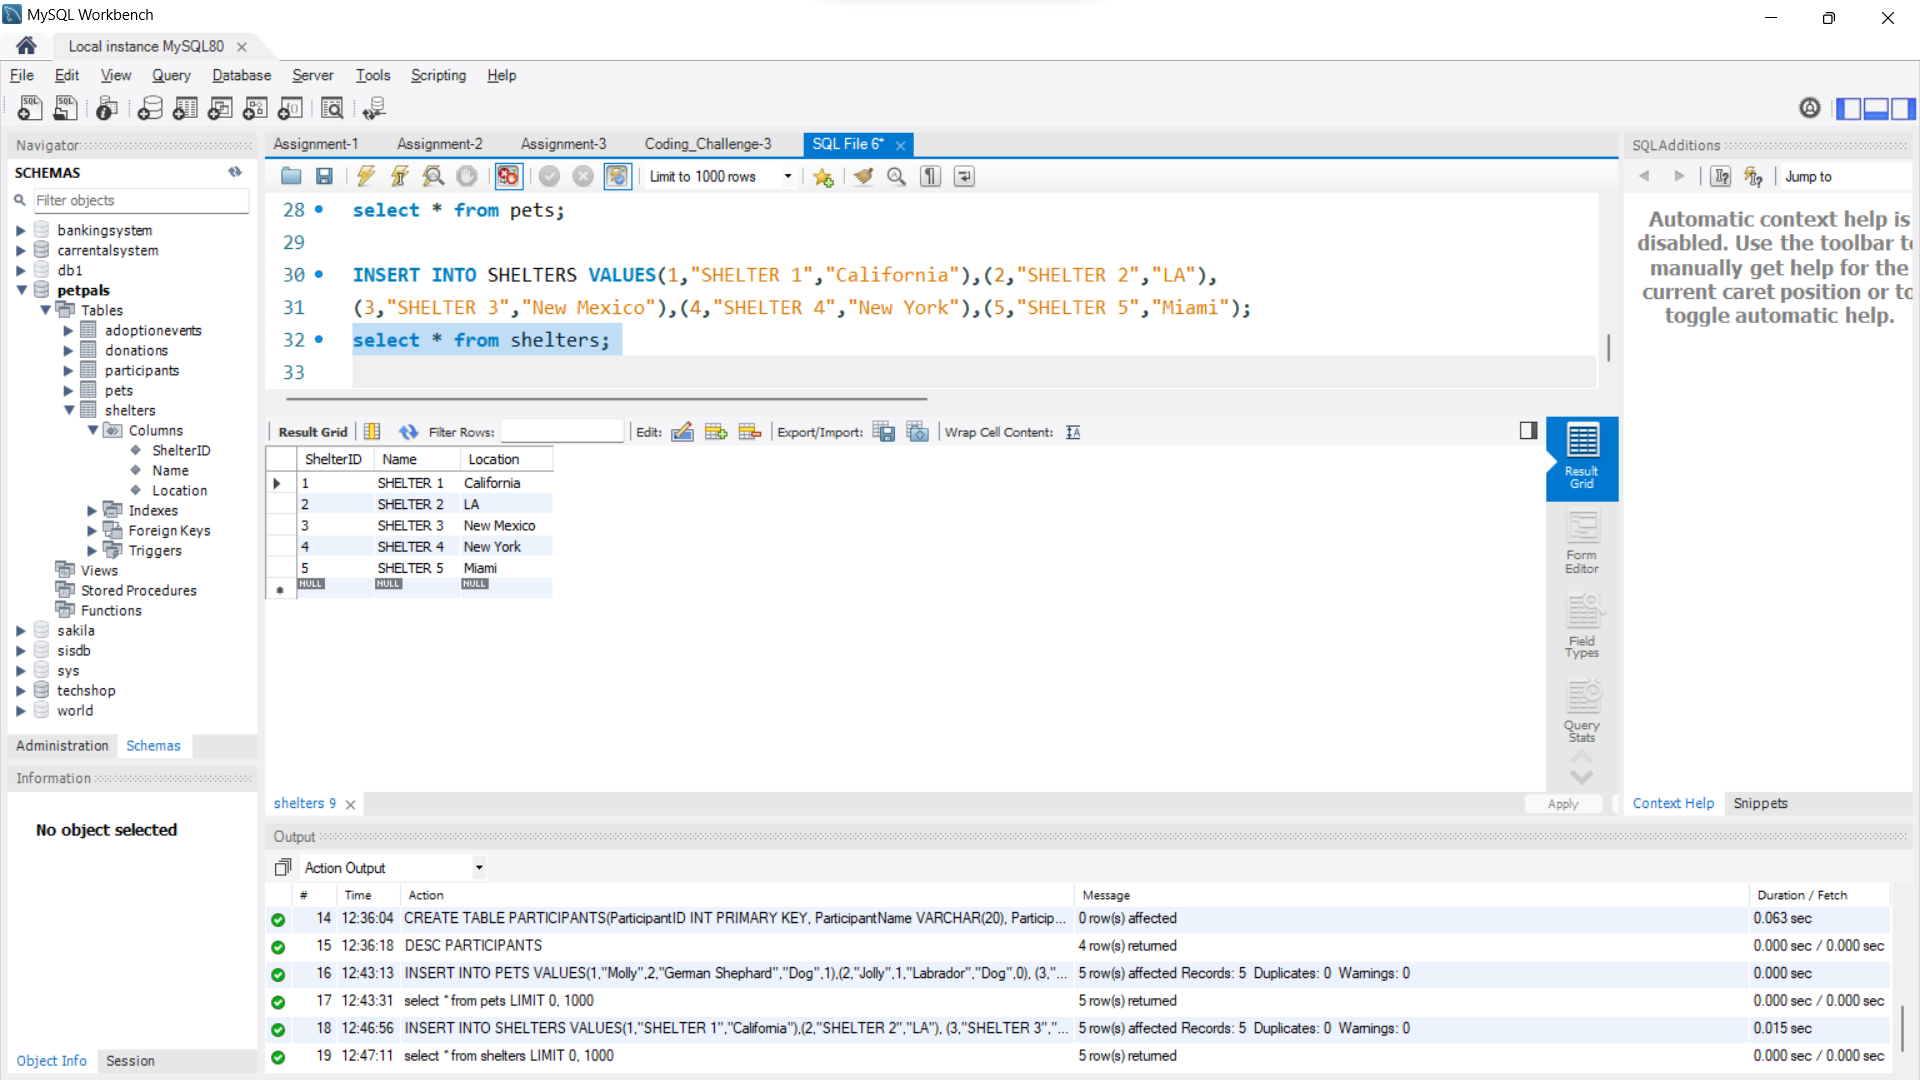 MySQL Workbench
Local instance MySQL80
File Edit View Query Database Server Tools Scripting Help
Navigator
SCHEMAS
Filter objects
bankingsystem
carrentalsystem
db1
petpals
Tables
adoptionevents
donations
participants
pets
shelters
Columns
ShelterID
Name
Location
Indexes
Foreign Keys
Triggers
Views
Stored Procedures
Functions
sakila
sisdb
sys
techshop
world
Administration Schemas
Information
No object selected
Object Info Session
Assignment-1 Assignment-2 Assignment-3 Coding_Challenge-3 SQL File 6*
Limit to 1000 rows
28 select * from pets;
29
30 INSERT INTO SHELTERS VALUES(1,"SHELTER 1","California"),(2,"SHELTER 2","LA"),
31 (3,"SHELTER 3","New Mexico"),(4,"SHELTER 4","New York"),(5,"SHELTER 5","Miami");
32 select * from shelters;
33
Result Grid Filter Rows: Edit: Export/Import: Wrap Cell Content:
ShelterID Name Location
1 SHELTER 1 California
2 SHELTER 2 LA
3 SHELTER 3 New Mexico
4 SHELTER 4 New York
5 SHELTER 5 Miami
NULL NULL NULL
Result
Grid
Form
Editor
Field
Types
Query
Stats
shelters 9
Apply
SQLAdditions
Jump to
Automatic context help is
disabled. Use the toolbar to
manually get help for the
current caret position or to
toggle automatic help.
Context Help Snippets
Output
Action Output
# Time Action Message Duration / Fetch
14 12:36:04 CREATE TABLE PARTICIPANTS(ParticipantID INT PRIMARY KEY, ParticipantName VARCHAR(20), Particip... 0 row(s) affected 0.063 sec
15 12:36:18 DESC PARTICIPANTS 4 row(s) returned 0.000 sec / 0.000 sec
16 12:43:13 INSERT INTO PETS VALUES(1,"Molly",2,"German Shephard","Dog",1),(2,"Jolly",1,"Labrador","Dog",0), (3,"... 5 row(s) affected Records: 5 Duplicates: 0 Warnings: 0 0.000 sec
17 12:43:31 select * from pets LIMIT 0, 1000 5 row(s) returned 0.000 sec / 0.000 sec
18 12:46:56 INSERT INTO SHELTERS VALUES(1,"SHELTER 1","California"),(2,"SHELTER 2","LA"), (3,"SHELTER 3","... 5 row(s) affected Records: 5 Duplicates: 0 Warnings: 0 0.015 sec
19 12:47:11 select * from shelters LIMIT 0, 1000 5 row(s) returned 0.000 sec / 0.000 sec